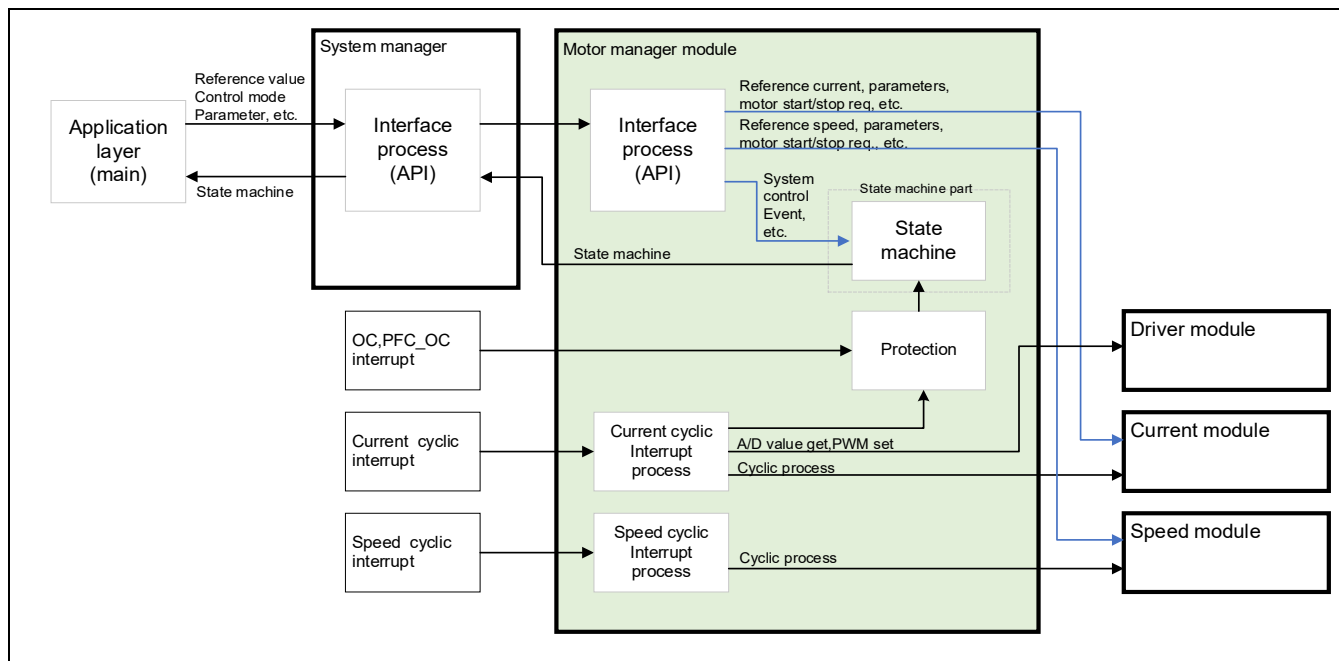 System manager
Motor manager module
Reference value
Control mode
Parameter, etc.
Application
layer
(main)
Interface
process
(API)
State machine
Interface
process
(API)
Reference current, parameters,
motor start/stop req, etc.
Reference speed, parameters,
motor start/stop req., etc.
System
control
Event,
etc.
State machine part
State
machine
State machine
OC,PFC_OC
interrupt
Protection
Driver module
Current cyclic
interrupt
Current cyclic
Interrupt
process
A/D value get,PWM set
Cyclic process
Current module
Speed cyclic
interrupt
Speed cyclic
Interrupt
process
Cyclic process
Speed module